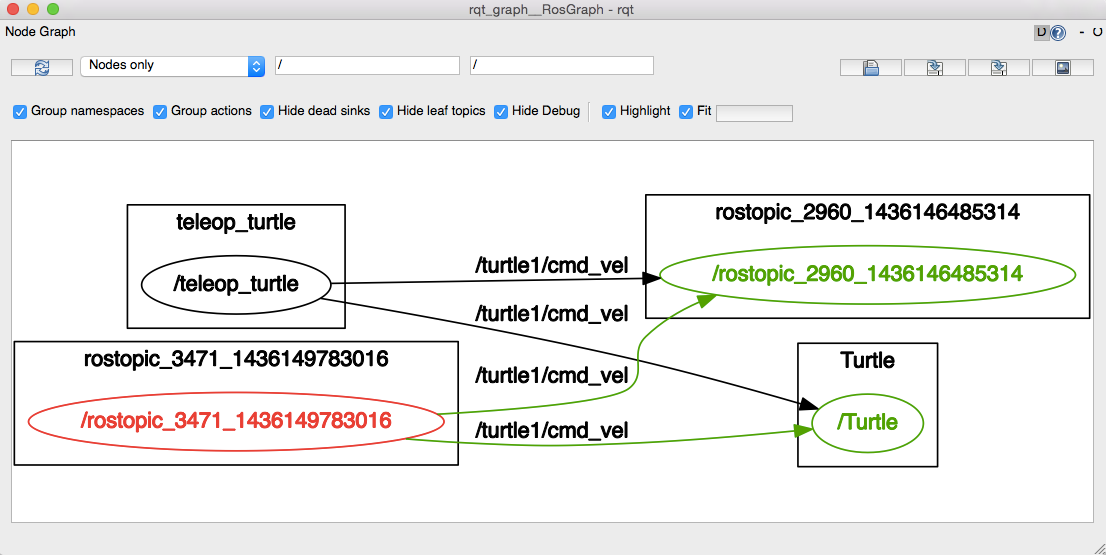 rqt_graph__RosGraph - rqt
Node Graph
D ? - O
Nodes only
/
/
Group namespaces
Group actions
Hide dead sinks
Hide leaf topics
Hide Debug
Highlight
Fit
teleop_turtle
/teleop_turtle
rostopic_2960_1436146485314
/rostopic_2960_1436146485314
/turtle1/cmd_vel
/turtle1/cmd_vel
rostopic_3471_1436149783016
/rostopic_3471_1436149783016
/turtle1/cmd_vel
/turtle1/cmd_vel
Turtle
/Turtle